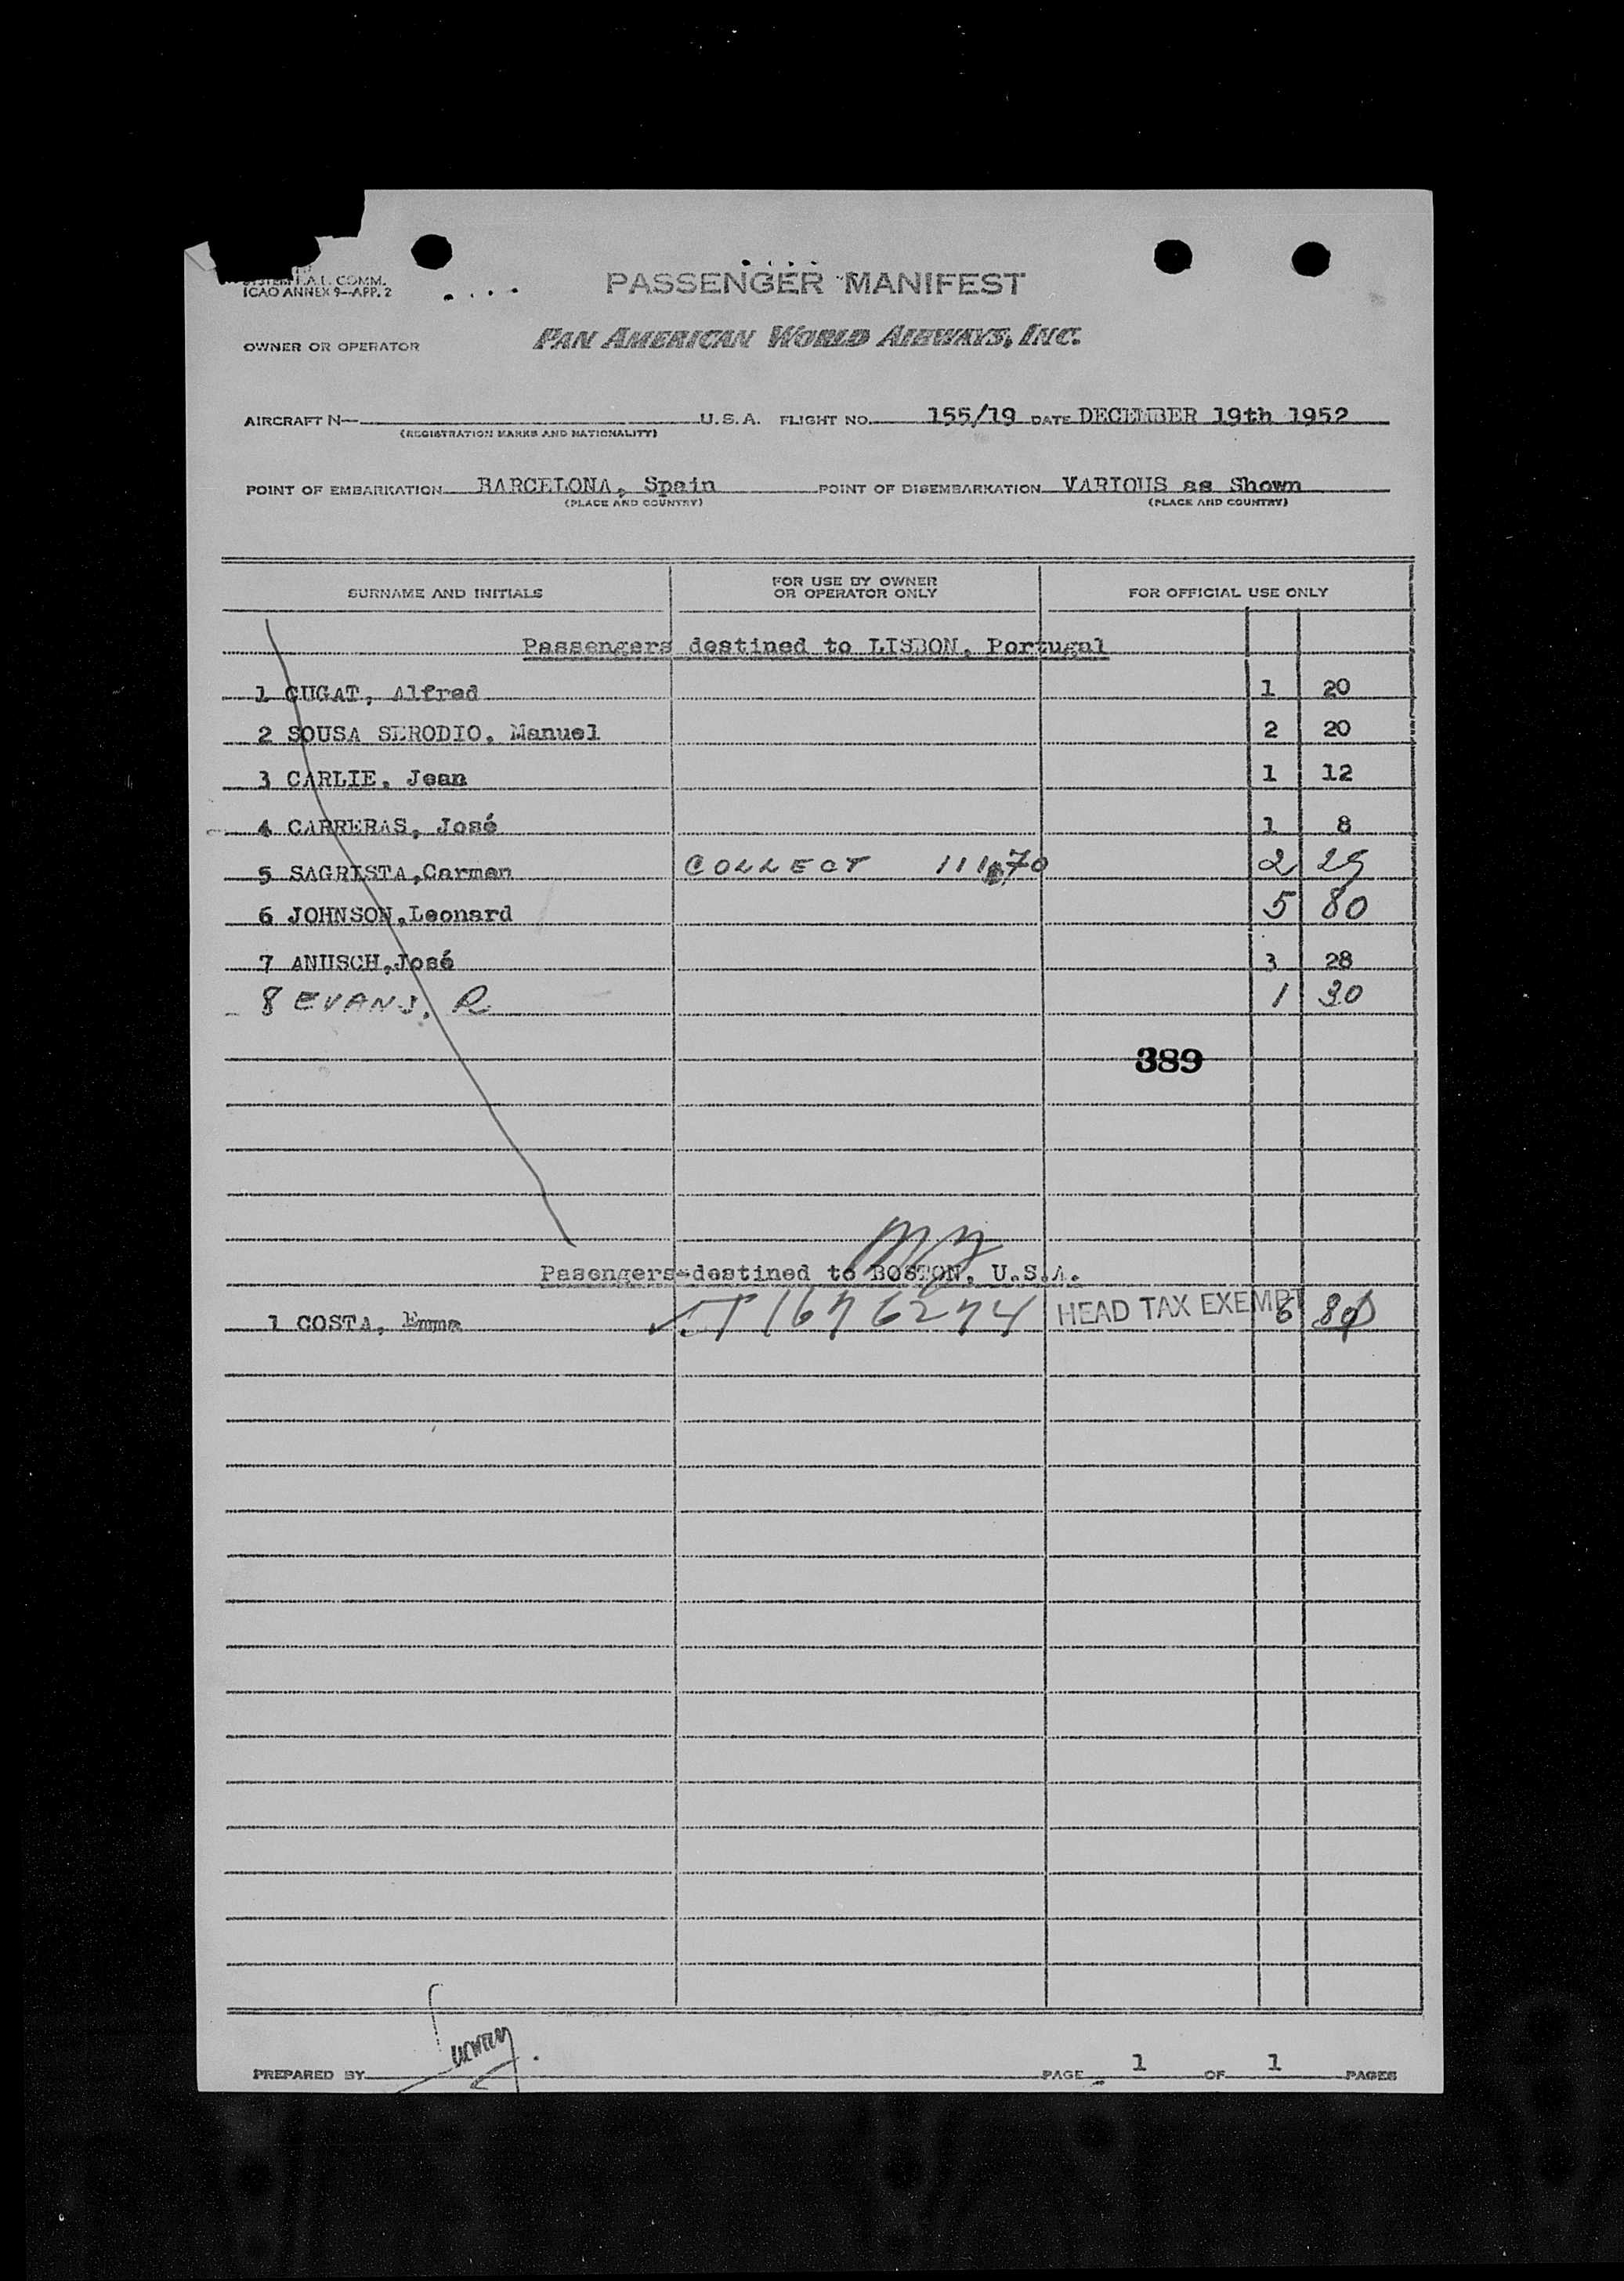 SYSTEM F.A.L. COMM.
ICAO ANNEX 9—APP. 2
PASSENGER MANIFEST
OWNER OR OPERATOR PAN AMERICAN WORLD AIRWAYS, INC.
AIRCRAFT N— U.S.A. FLIGHT NO. 155/19 DATE DECEMBER 19th 1952
(REGISTRATION MARKS AND NATIONALITY)
POINT OF EMBARKATION BARCELONA, Spain POINT OF DISEMBARKATION VARIOUS as Shown
(PLACE AND COUNTRY) (PLACE AND COUNTRY)
SURNAME AND INITIALS FOR USE BY OWNER OR OPERATOR ONLY FOR OFFICIAL USE ONLY
Passengers destined to LISBON, Portugal
1 CUGAT, Alfred 1 20
2 SOUSA SERODIO, Manuel 2 20
3 CARLIE, Jean 1 12
4 CARRERAS, José 1 8
5 SAGRISTA,Carmen COLLECT 111.70 2 25
6 JOHNSON,Leonard 5 80
7 ANUSCH,José 3 28
8 EVANS, R. 1 30
389
Pasengers-destined to BOSTON, U.S.A.
1 COSTA, Emma 1676274 HEAD TAX EXEMPT 6 80
PREPARED BY PAGE 1 OF 1 PAGES